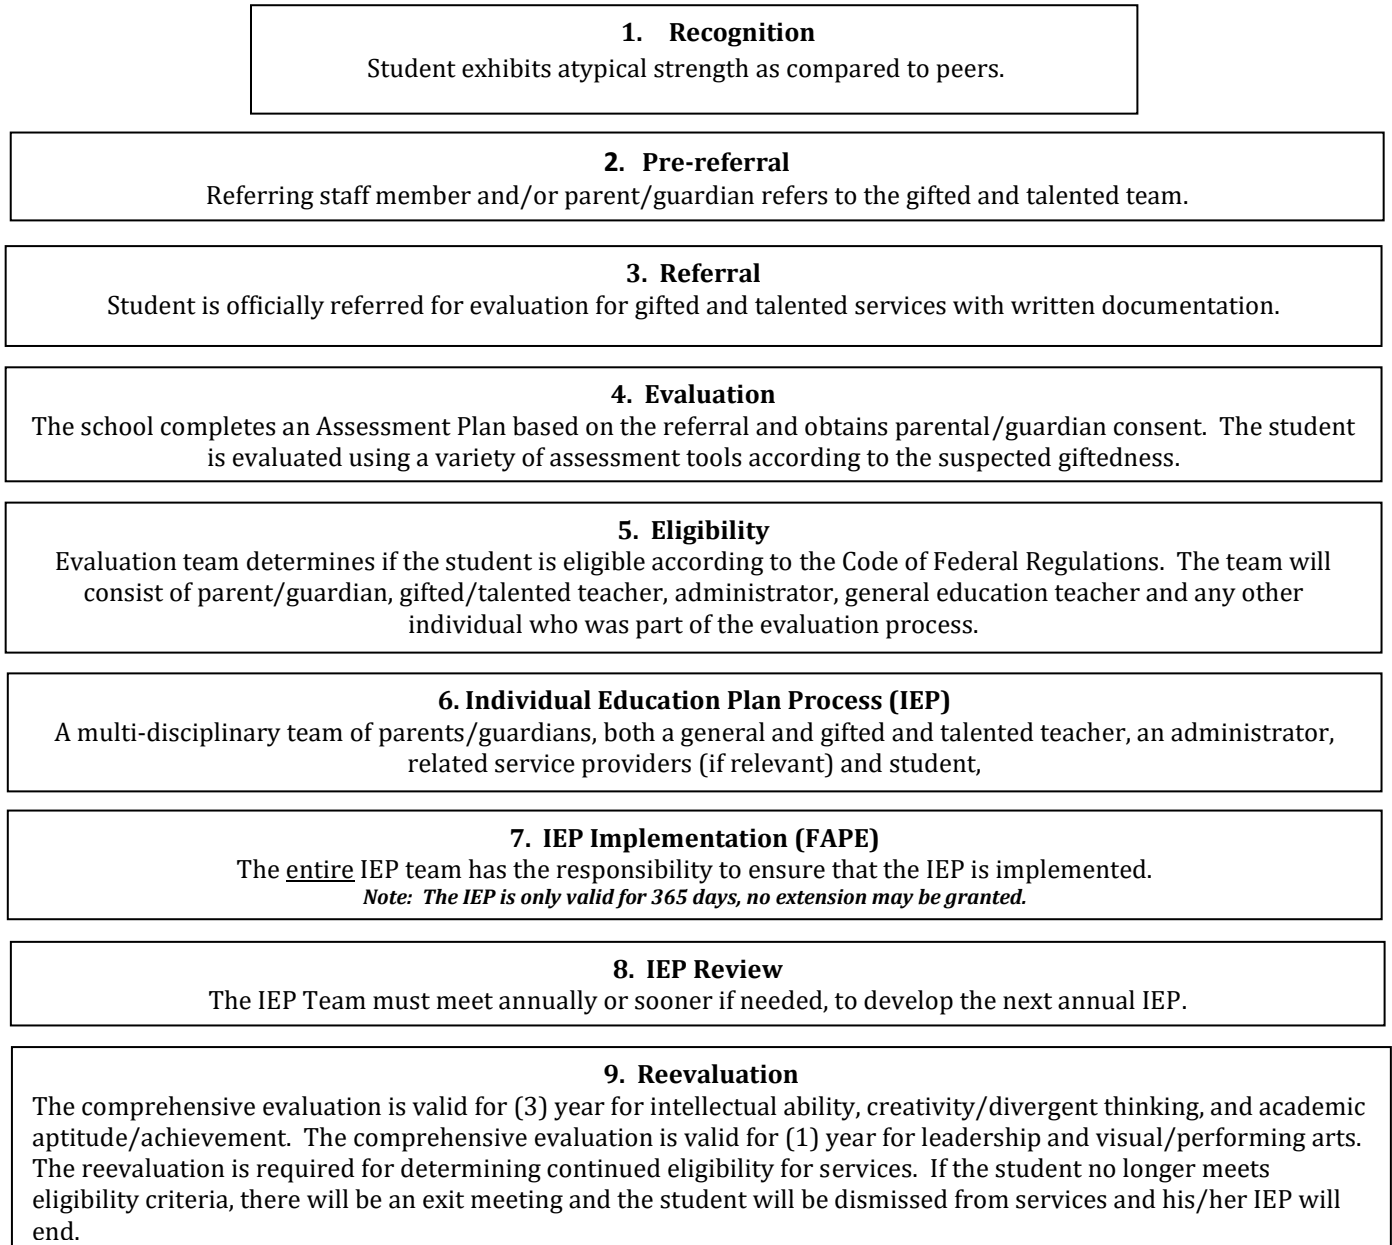 1. Recognition
Student exhibits atypical strength as compared to peers.
2. Pre-referral
Referring staff member and/or parent/guardian refers to the gifted and talented team.
3. Referral
Student is officially referred for evaluation for gifted and talented services with written documentation.
4. Evaluation
The school completes an Assessment Plan based on the referral and obtains parental/guardian consent. The student
is evaluated using a variety of assessment tools according to the suspected giftedness.
5. Eligibility
Evaluation team determines if the student is eligible according to the Code of Federal Regulations. The team will
consist of parent/guardian, gifted/talented teacher, administrator, general education teacher and any other
individual who was part of the evaluation process.
6. Individual Education Plan Process (IEP)
A multi-disciplinary team of parents/guardians, both a general and gifted and talented teacher, an administrator,
related service providers (if relevant) and student,
7. IEP Implementation (FAPE)
The entire IEP team has the responsibility to ensure that the IEP is implemented.
Note: The IEP is only valid for 365 days, no extension may be granted.
8. IEP Review
The IEP Team must meet annually or sooner if needed, to develop the next annual IEP.
9. Reevaluation
The comprehensive evaluation is valid for (3) year for intellectual ability, creativity/divergent thinking, and academic
aptitude/achievement. The comprehensive evaluation is valid for (1) year for leadership and visual/performing arts.
The reevaluation is required for determining continued eligibility for services. If the student no longer meets
eligibility criteria, there will be an exit meeting and the student will be dismissed from services and his/her IEP will
end.